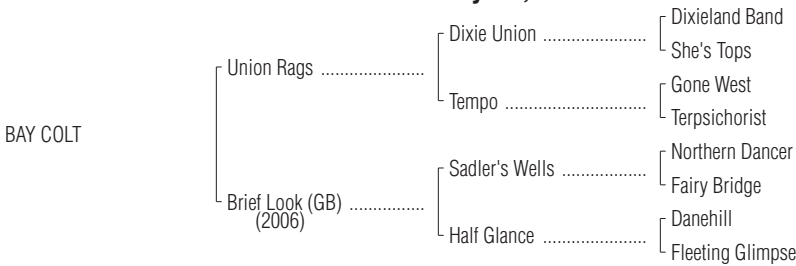 Dixieland Band
Dixie Union ......................
She's Tops
Union Rags ......................
Gone West
Tempo ..............................
Terpsichorist
BAY COLT
Northern Dancer
Sadler's Wells ..................
Fairy Bridge
Brief Look (GB) ................
(2006)
Danehill
Half Glance ......................
Fleeting Glimpse